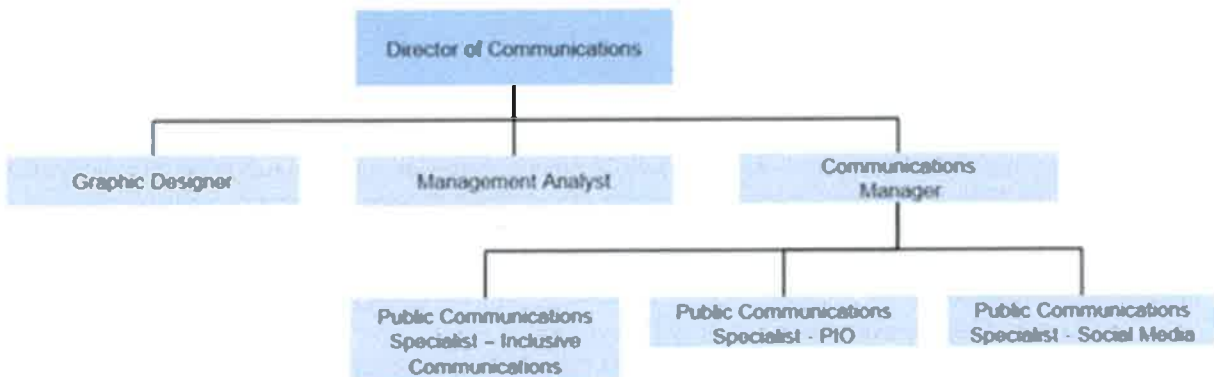 Director of Communications
Graphic Designer
Management Analyst
Communications
Manager
Public Communications
Specialist – Inclusive
Communications
Public Communications
Specialist - PIO
Public Communications
Specialist - Social Media